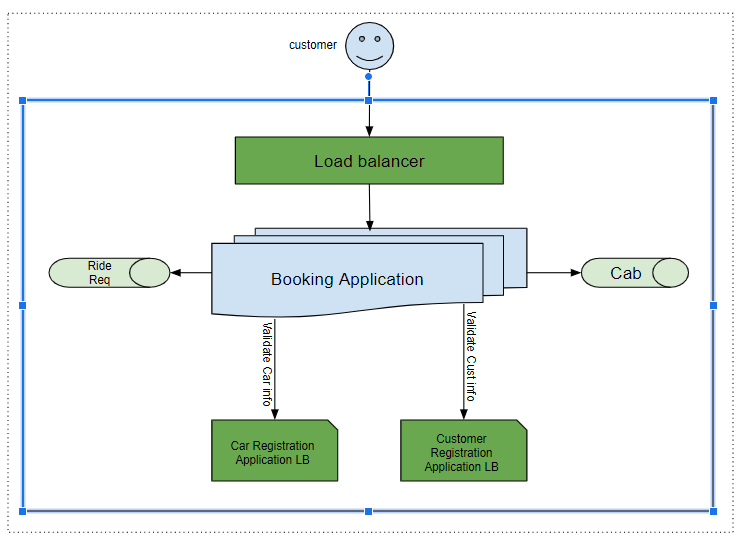 customer
Load balancer
Ride
Req
Booking Application
Cab
Validate Car info
Validate Cust info
Car Registration
Application LB
Customer
Registration
Application LB